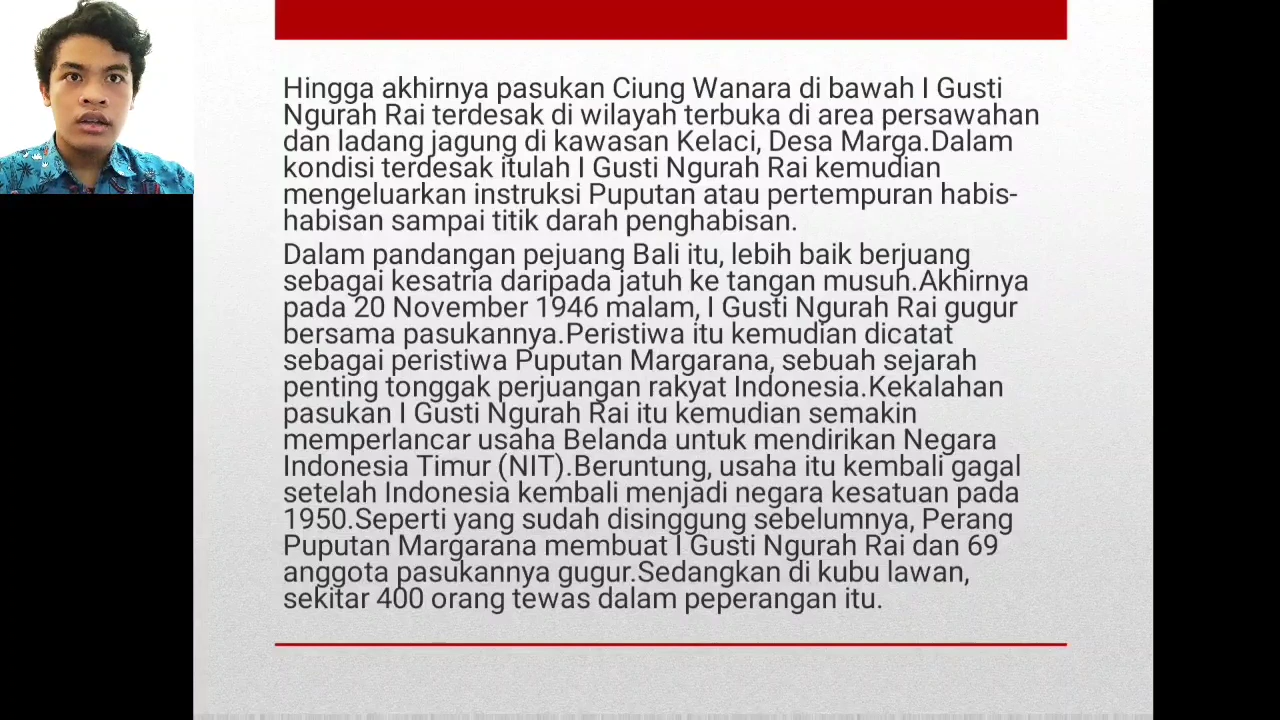 Hingga akhirnya pasukan Ciung Wanara di bawah I Gusti
Ngurah Rai terdesak di wilayah terbuka di area persawahan
dan ladang jagung di kawasan Kelaci, Desa Marga.Dalam
kondisi terdesak itulah I Gusti Ngurah Rai kemudian
mengeluarkan instruksi Puputan atau pertempuran habis-
habisan sampai titik darah penghabisan.
Dalam pandangan pejuang Bali itu, lebih baik berjuang
sebagai kesatria daripada jatuh ke tangan musuh.Akhirnya
pada 20 November 1946 malam, I Gusti Ngurah Rai gugur
bersama pasukannya.Peristiwa itu kemudian dicatat
sebagai peristiwa Puputan Margarana, sebuah sejarah
penting tonggak perjuangan rakyat Indonesia.Kekalahan
pasukan I Gusti Ngurah Rai itu kemudian semakin
memperlancar usaha Belanda untuk mendirikan Negara
Indonesia Timur (NIT).Beruntung, usaha itu kembali gagal
setelah Indonesia kembali menjadi negara kesatuan pada
1950.Seperti yang sudah disinggung sebelumnya, Perang
Puputan Margarana membuat I Gusti Ngurah Rai dan 69
anggota pasukannya gugur.Sedangkan di kubu lawan,
sekitar 400 orang tewas dalam peperangan itu.